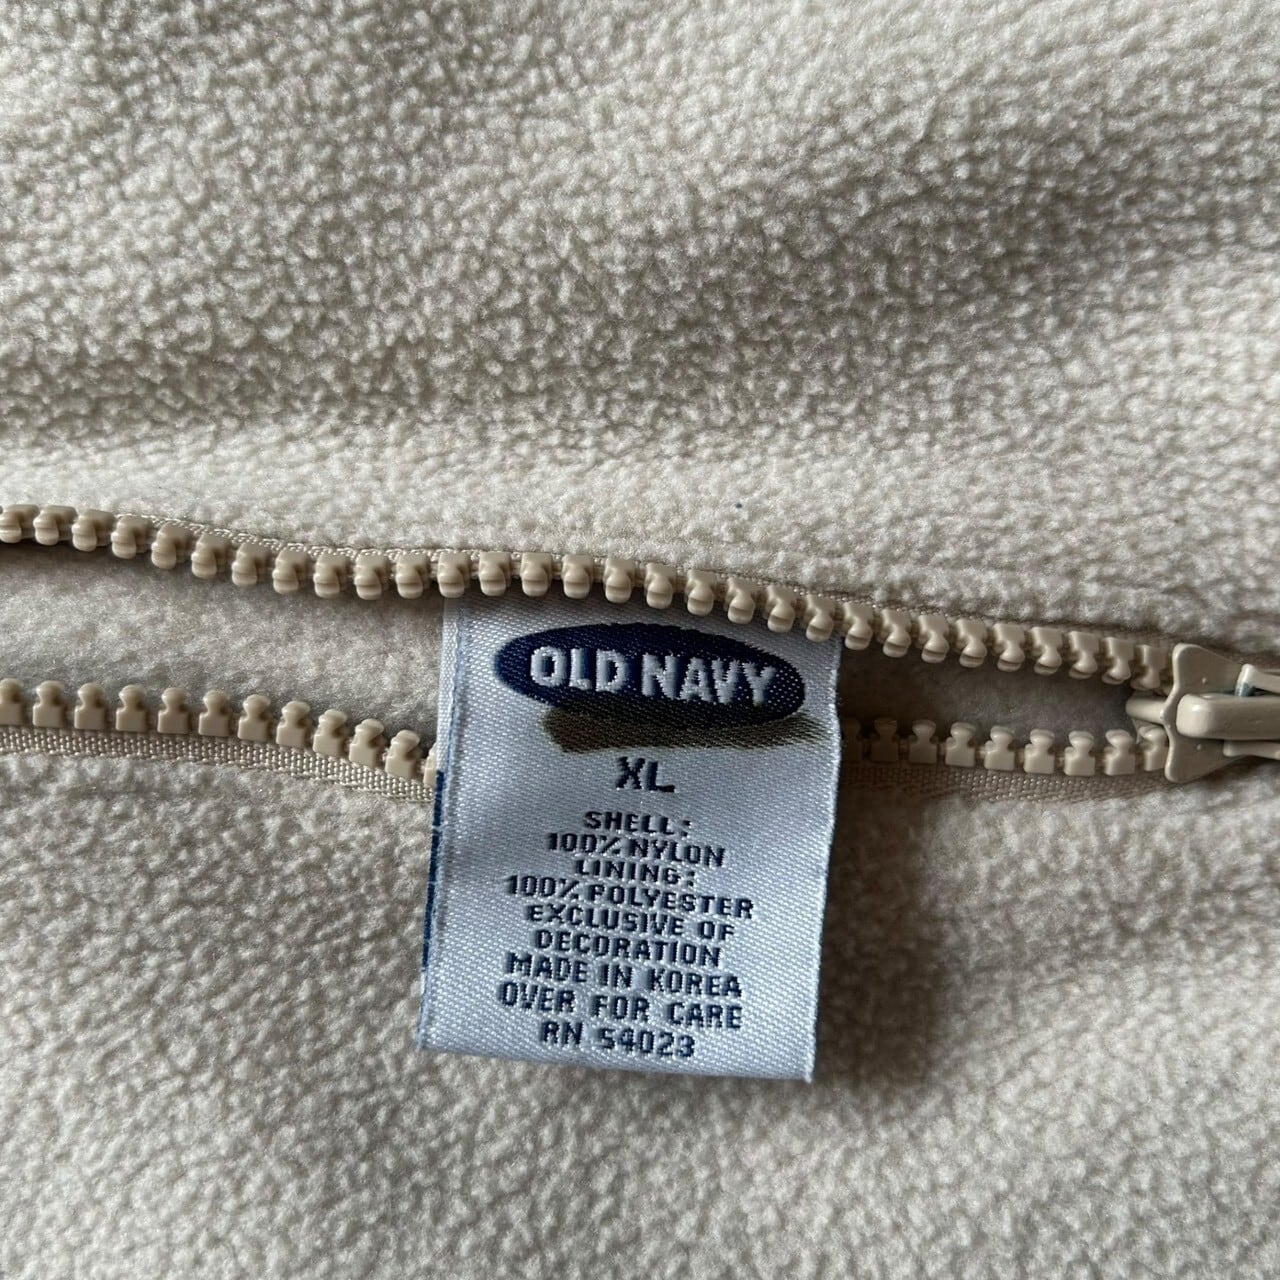 OLD NAVY
XL
SHELL:
100% NYLON
LINING:
100% POLYESTER
EXCLUSIVE OF
DECORATION
MADE IN KOREA
OVER FOR CARE
RN 54023